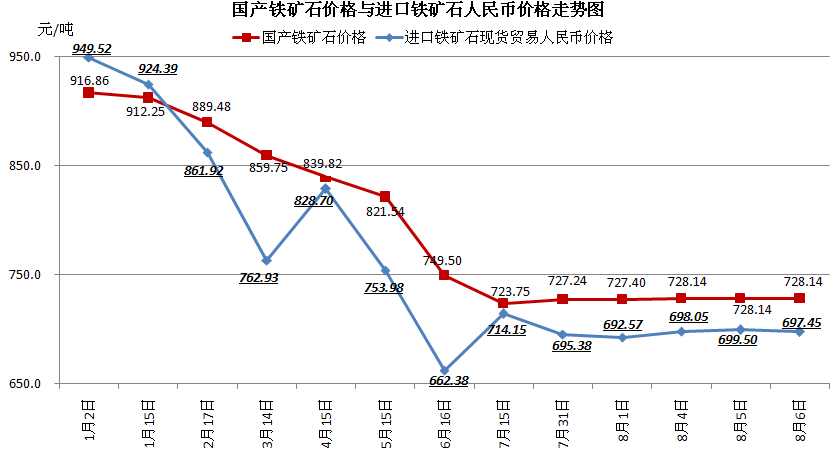 国产铁矿石价格与进口铁矿石人民币价格走势图
元/吨
国产铁矿石价格 进口铁矿石现货贸易人民币价格
950.0
850.0
750.0
650.0
949.52
924.39
916.86
912.25
889.48
861.92
859.75
762.93
839.82
828.70
821.54
753.98
749.50
662.38
723.75
714.15
727.24
695.38
727.40
692.57
728.14
698.05
728.14
699.50
728.14
697.45
1月2日
1月15日
2月17日
3月14日
4月15日
5月15日
6月16日
7月15日
7月31日
8月1日
8月4日
8月5日
8月6日